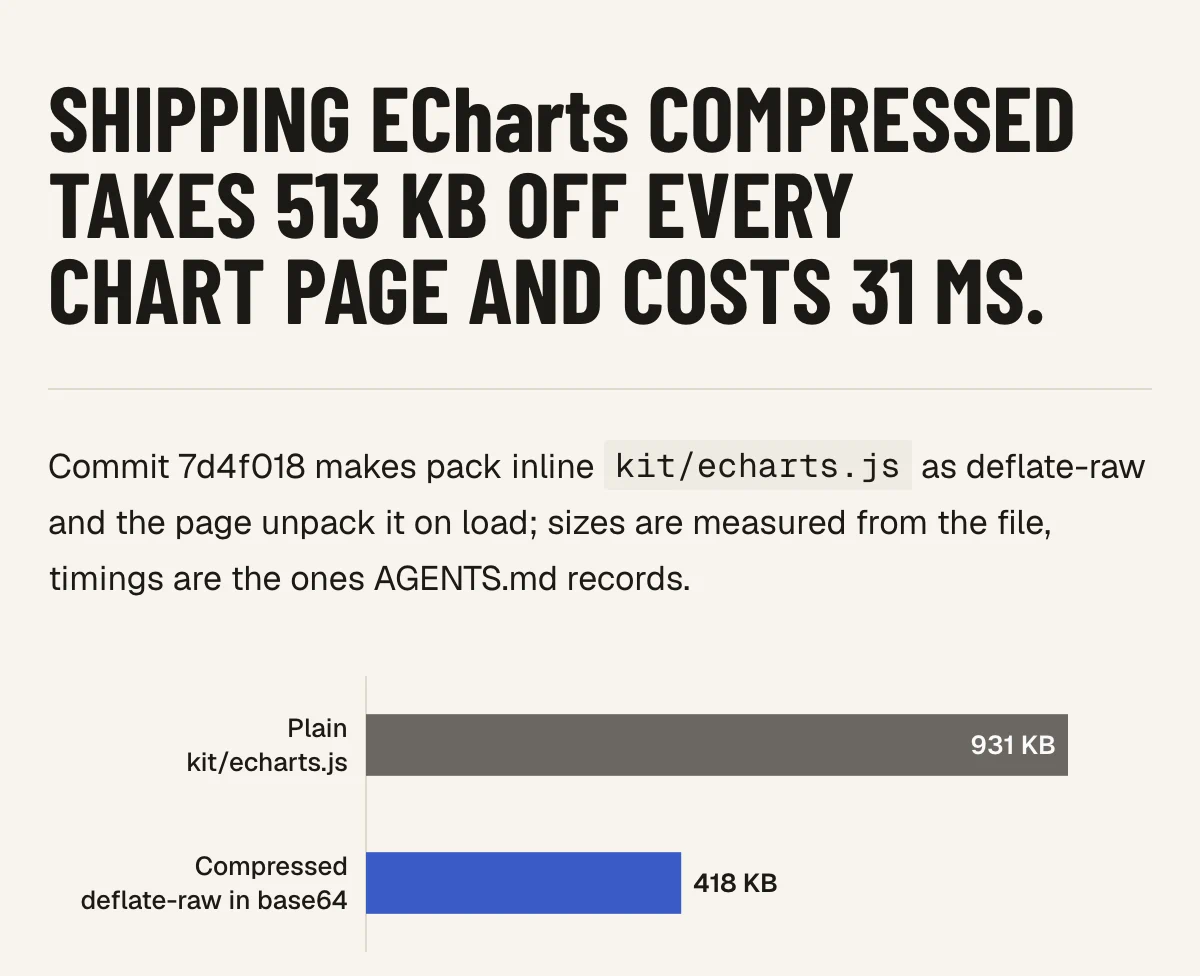 SHIPPING ECharts COMPRESSED
TAKES 513 KB OFF EVERY
CHART PAGE AND COSTS 31 MS.
Commit 7d4f018 makes pack inline kit/echarts.js as deflate-raw
and the page unpack it on load; sizes are measured from the file,
timings are the ones AGENTS.md records.
Plain
kit/echarts.js
931 KB
Compressed
deflate-raw in base64
418 KB